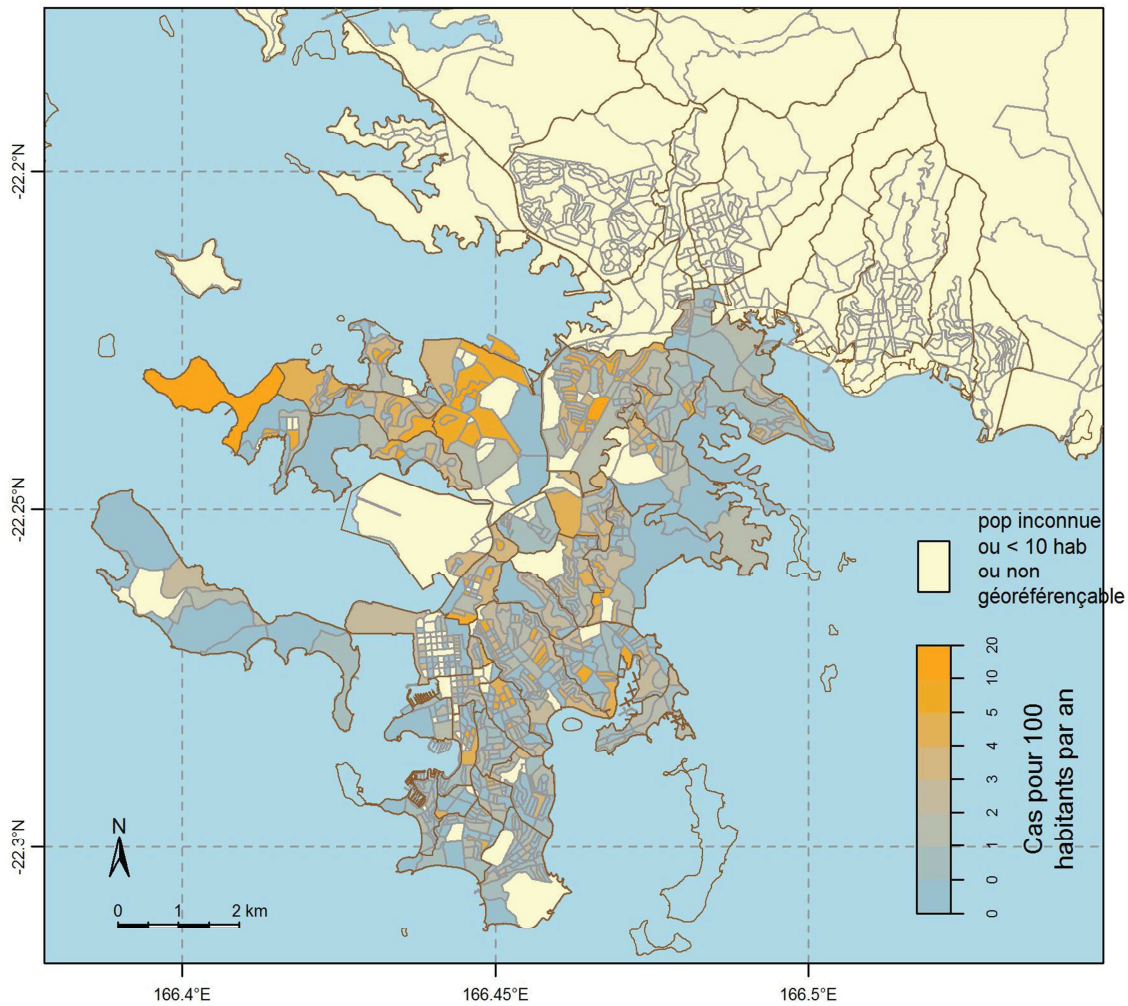 -22.2°N
-22.25°N
-22.3°N
166.4°E
166.45°E
166.5°E
N
0 1 2 km
pop inconnue
ou < 10 hab
ou non
géoréférençable
20
10
5
4
3
2
1
0
0
Cas pour 100
habitants par an